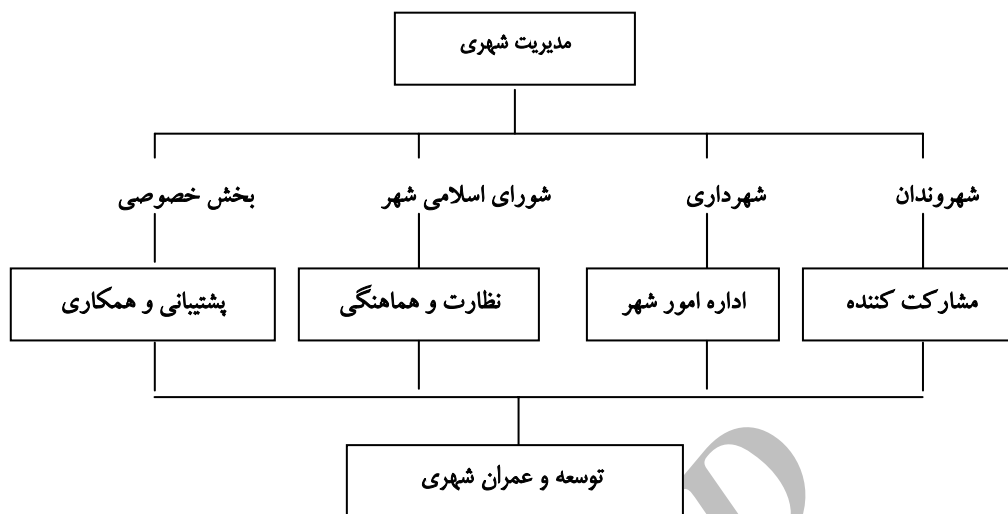 مدیریت شهری
شهروندان
شهرداری
شورای اسلامی شهر
بخش خصوصی
مشارکت کننده
اداره امور شهر
نظارت و هماهنگی
پشتیبانی و همکاری
توسعه و عمران شهری
D